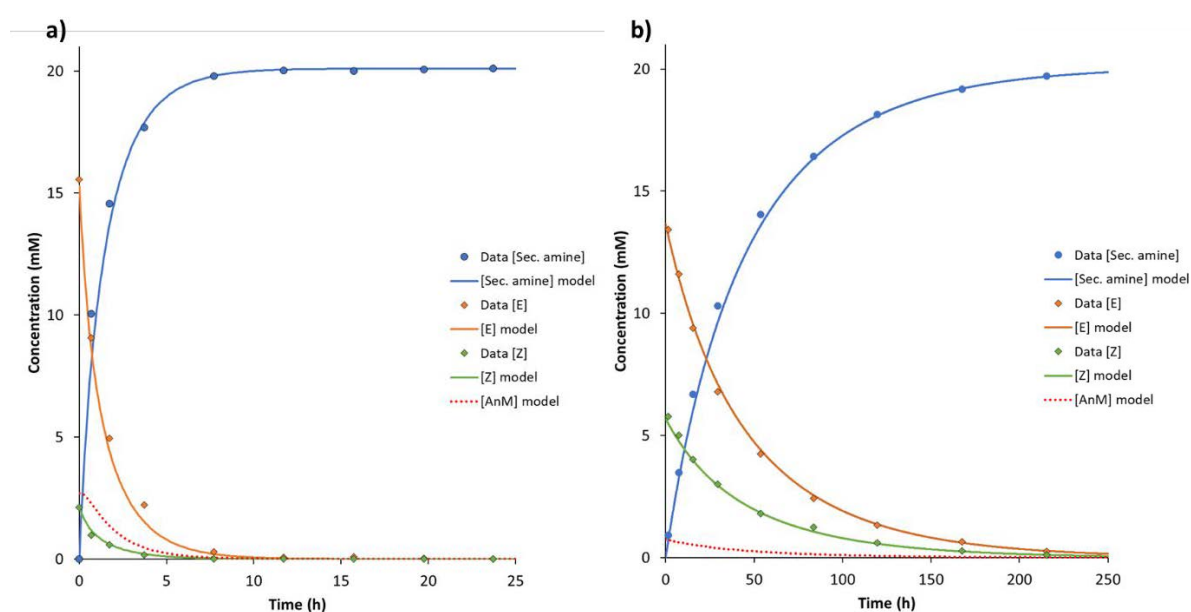 a)
20
15
10
5
0
Concentration (mM)
0 5 10 15 20 25
Time (h)
Data [Sec. amine]
[Sec. amine] model
Data [E]
[E] model
Data [Z]
[Z] model
[AnM] model
b)
20
15
10
5
0
Concentration (mM)
0 50 100 150 200 250
Time (h)
Data [Sec. amine]
[Sec. amine] model
Data [E]
[E] model
Data [Z]
[Z] model
[AnM] model